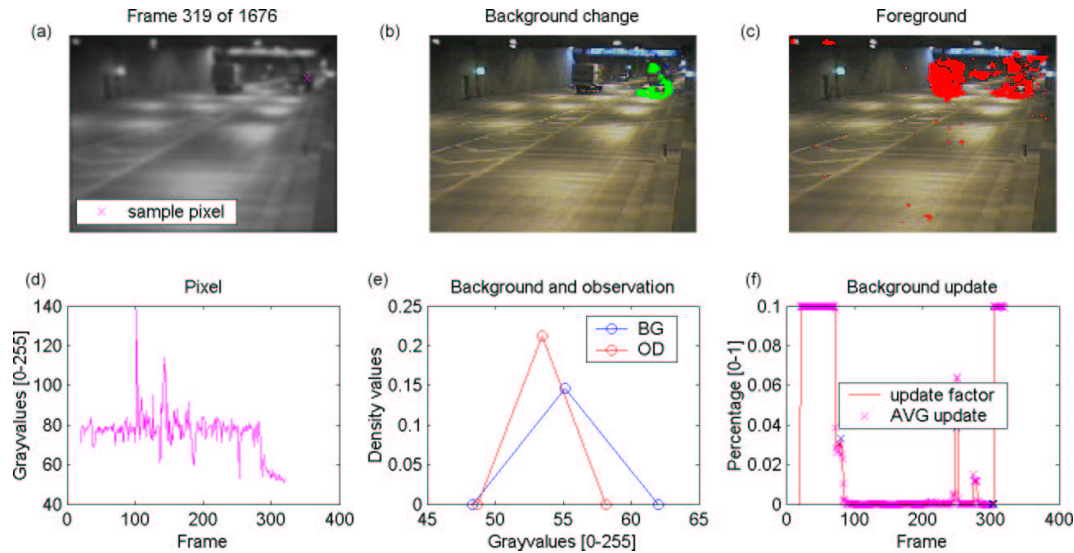 Frame 319 of 1676
Background change
Foreground
(a)
(b)
(c)
sample pixel
(d)
(e)
(f)
Pixel
Background and observation
Background update
Grayvalues [0-255]
140
120
100
80
60
40
0
100
200
300
400
Frame
Density values
0.25
0.2
0.15
0.1
0.05
0
45
50
55
60
65
Grayvalues [0-255]
BG
OD
Percentage [0-1]
0.1
0.08
0.06
0.04
0.02
0
0
100
200
300
400
Frame
update factor
AVG update